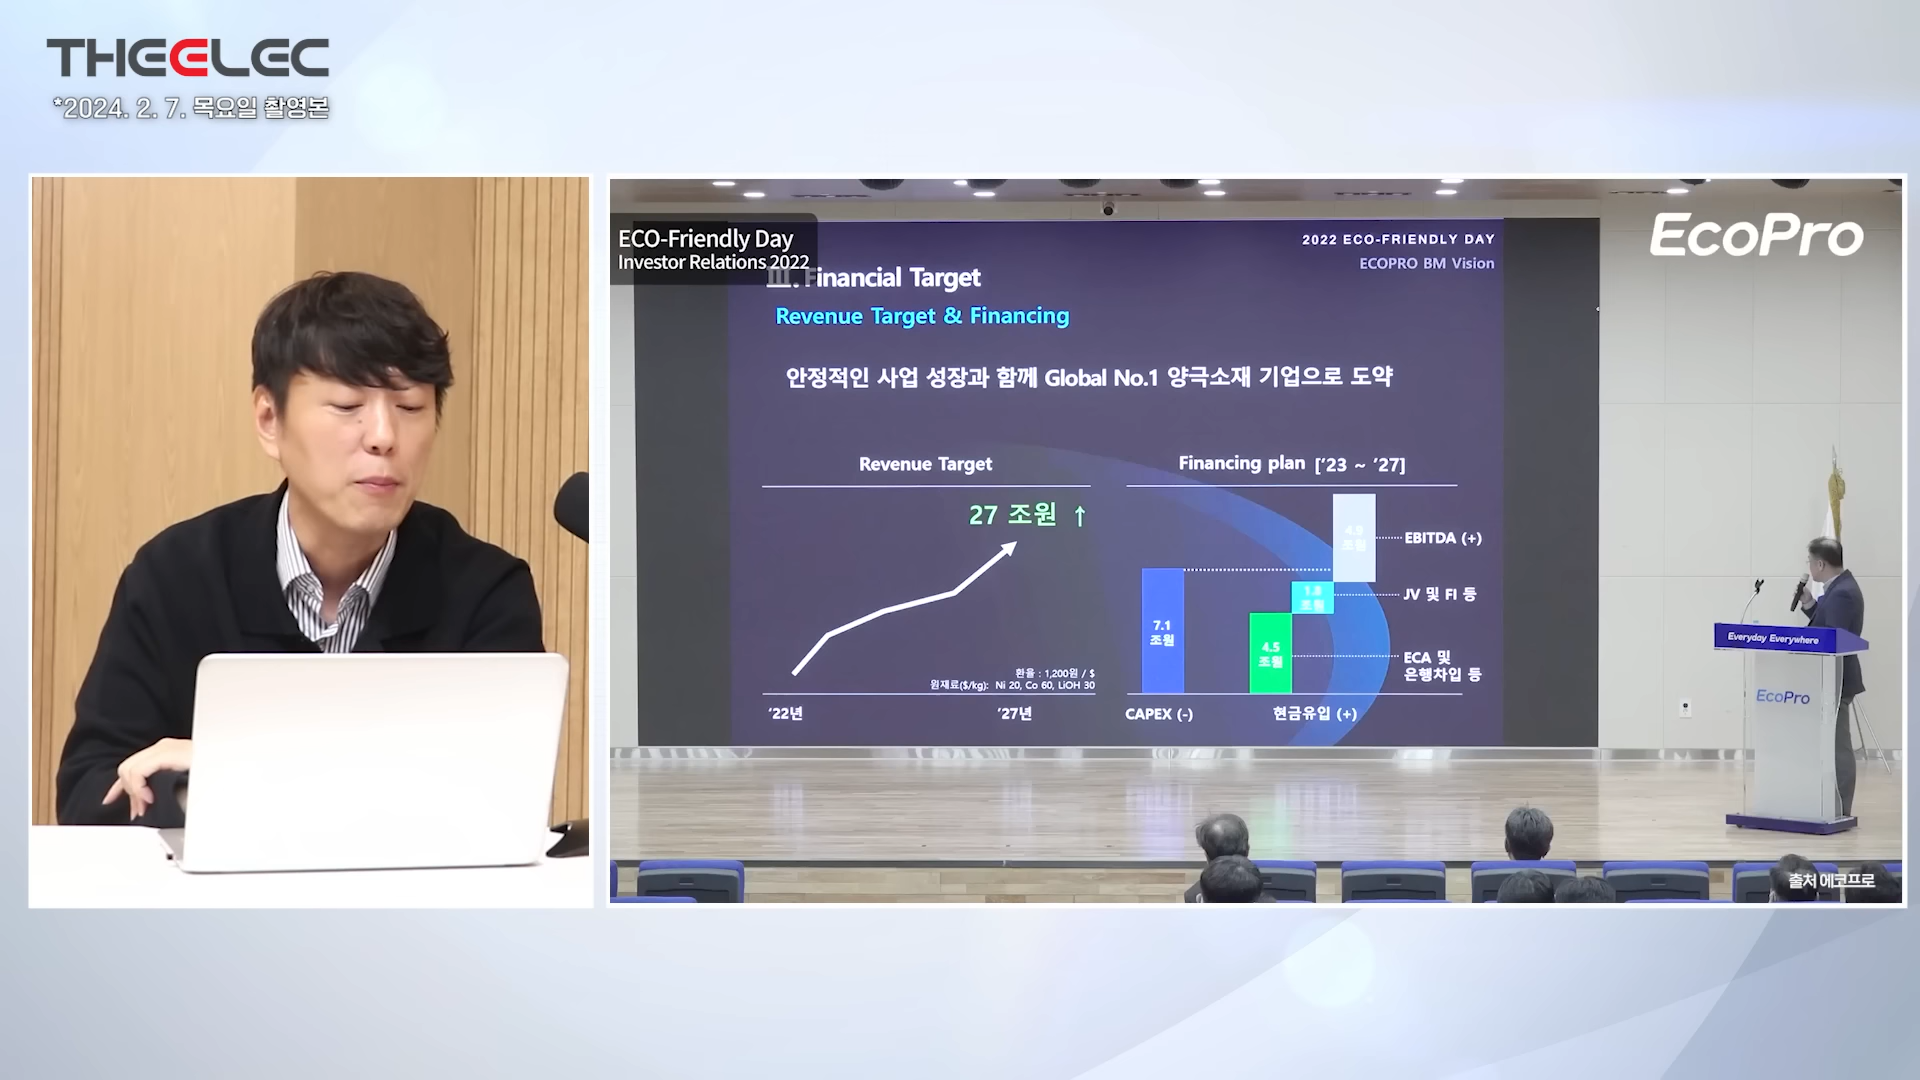 THEELEC
*2024. 2. 7. 목요일 촬영본
ECO-Friendly Day
Investor Relations 2022
2022 ECO-FRIENDLY DAY
ECOPRO BM Vision
EcoPro
III. Financial Target
Revenue Target & Financing
안정적인 사업 성장과 함께 Global No.1 양극소재 기업으로 도약
Revenue Target
27 조원 ↑
환율 : 1,200원 / $
원재료($/kg): Ni 20, Co 60, LiOH 30
'22년
'27년
Financing plan ['23 ~ '27]
4.9
조원
EBITDA (+)
JV 및 FI 등
조원
7.1
조원
4.5
조원
ECA 및
은행차입 등
CAPEX (-)
현금유입 (+)
Everyday Everywhere
EcoPro
출처 에코프로